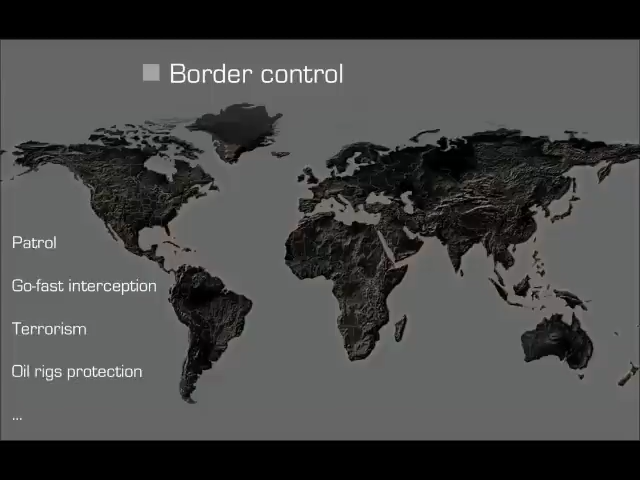 Border control
Patrol
Go-fast interception
Terrorism
Oil rigs protection
...